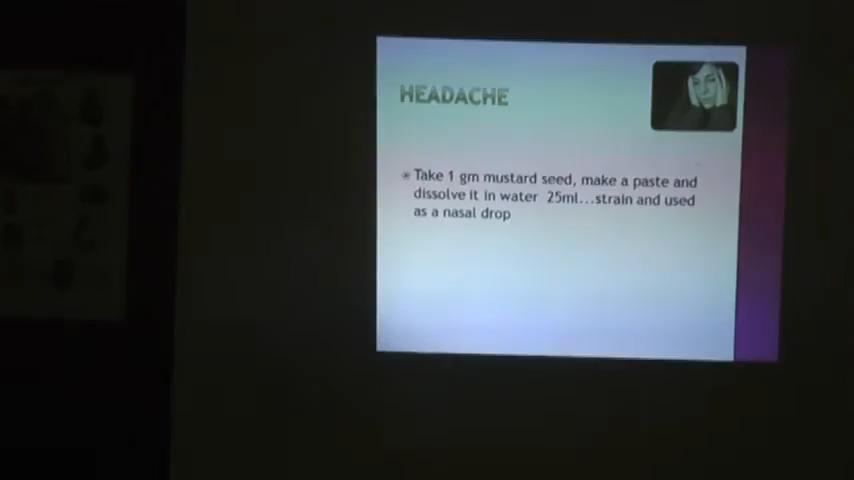 HEADACHE
Take 1 gm mustard seed, make a paste and
dissolve it in water 25ml...strain and used
as a nasal drop